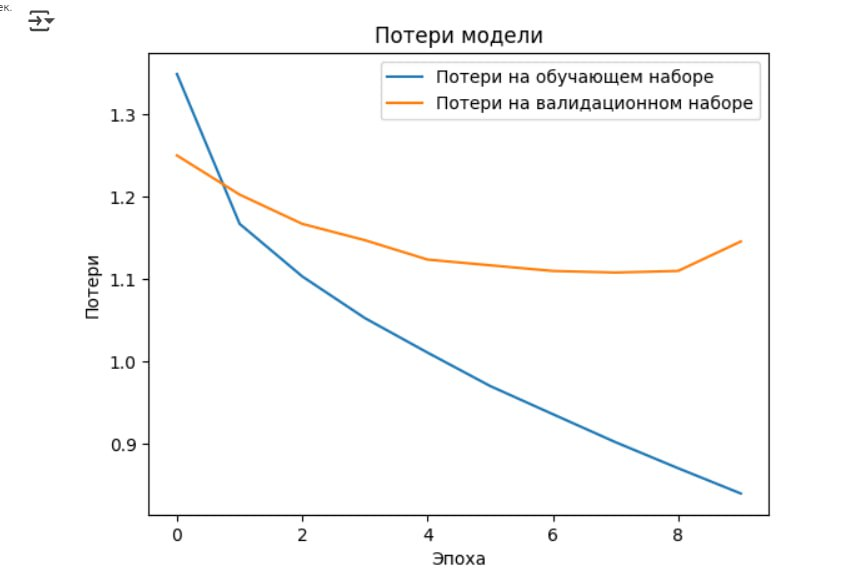 ек.
Потери модели
Потери на обучающем наборе
Потери на валидационном наборе
Потери
1.3
1.2
1.1
1.0
0.9
0 2 4 6 8
Эпоха